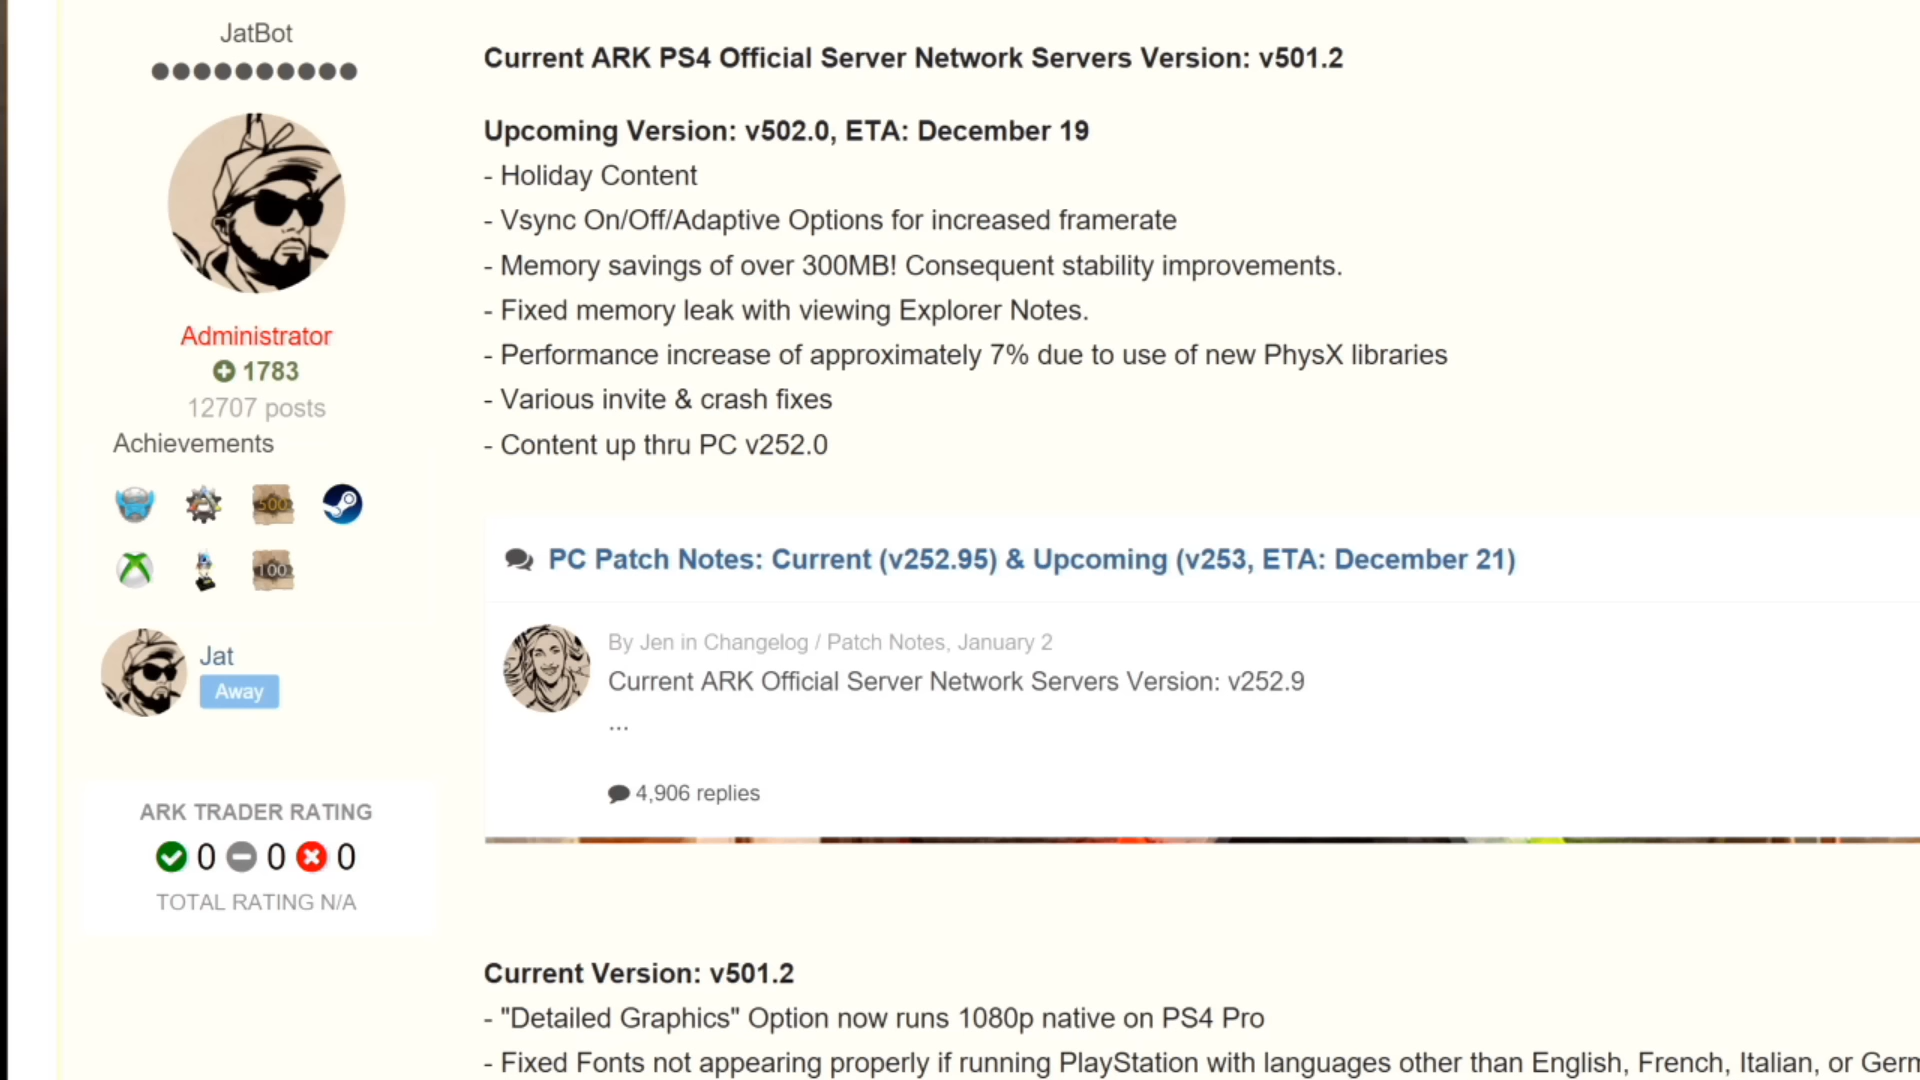 JatBot
Administrator
1783
12707 posts
Achievements
500
100
Jat
Away
ARK TRADER RATING
0 0 0
TOTAL RATING N/A
Current ARK PS4 Official Server Network Servers Version: v501.2
Upcoming Version: v502.0, ETA: December 19
- Holiday Content
- Vsync On/Off/Adaptive Options for increased framerate
- Memory savings of over 300MB! Consequent stability improvements.
- Fixed memory leak with viewing Explorer Notes.
- Performance increase of approximately 7% due to use of new PhysX libraries
- Various invite & crash fixes
- Content up thru PC v252.0
PC Patch Notes: Current (v252.95) & Upcoming (v253, ETA: December 21)
By Jen in Changelog / Patch Notes, January 2
Current ARK Official Server Network Servers Version: v252.9
...
4,906 replies
Current Version: v501.2
- "Detailed Graphics" Option now runs 1080p native on PS4 Pro
- Fixed Fonts not appearing properly if running PlayStation with languages other than English, French, Italian, or Germ